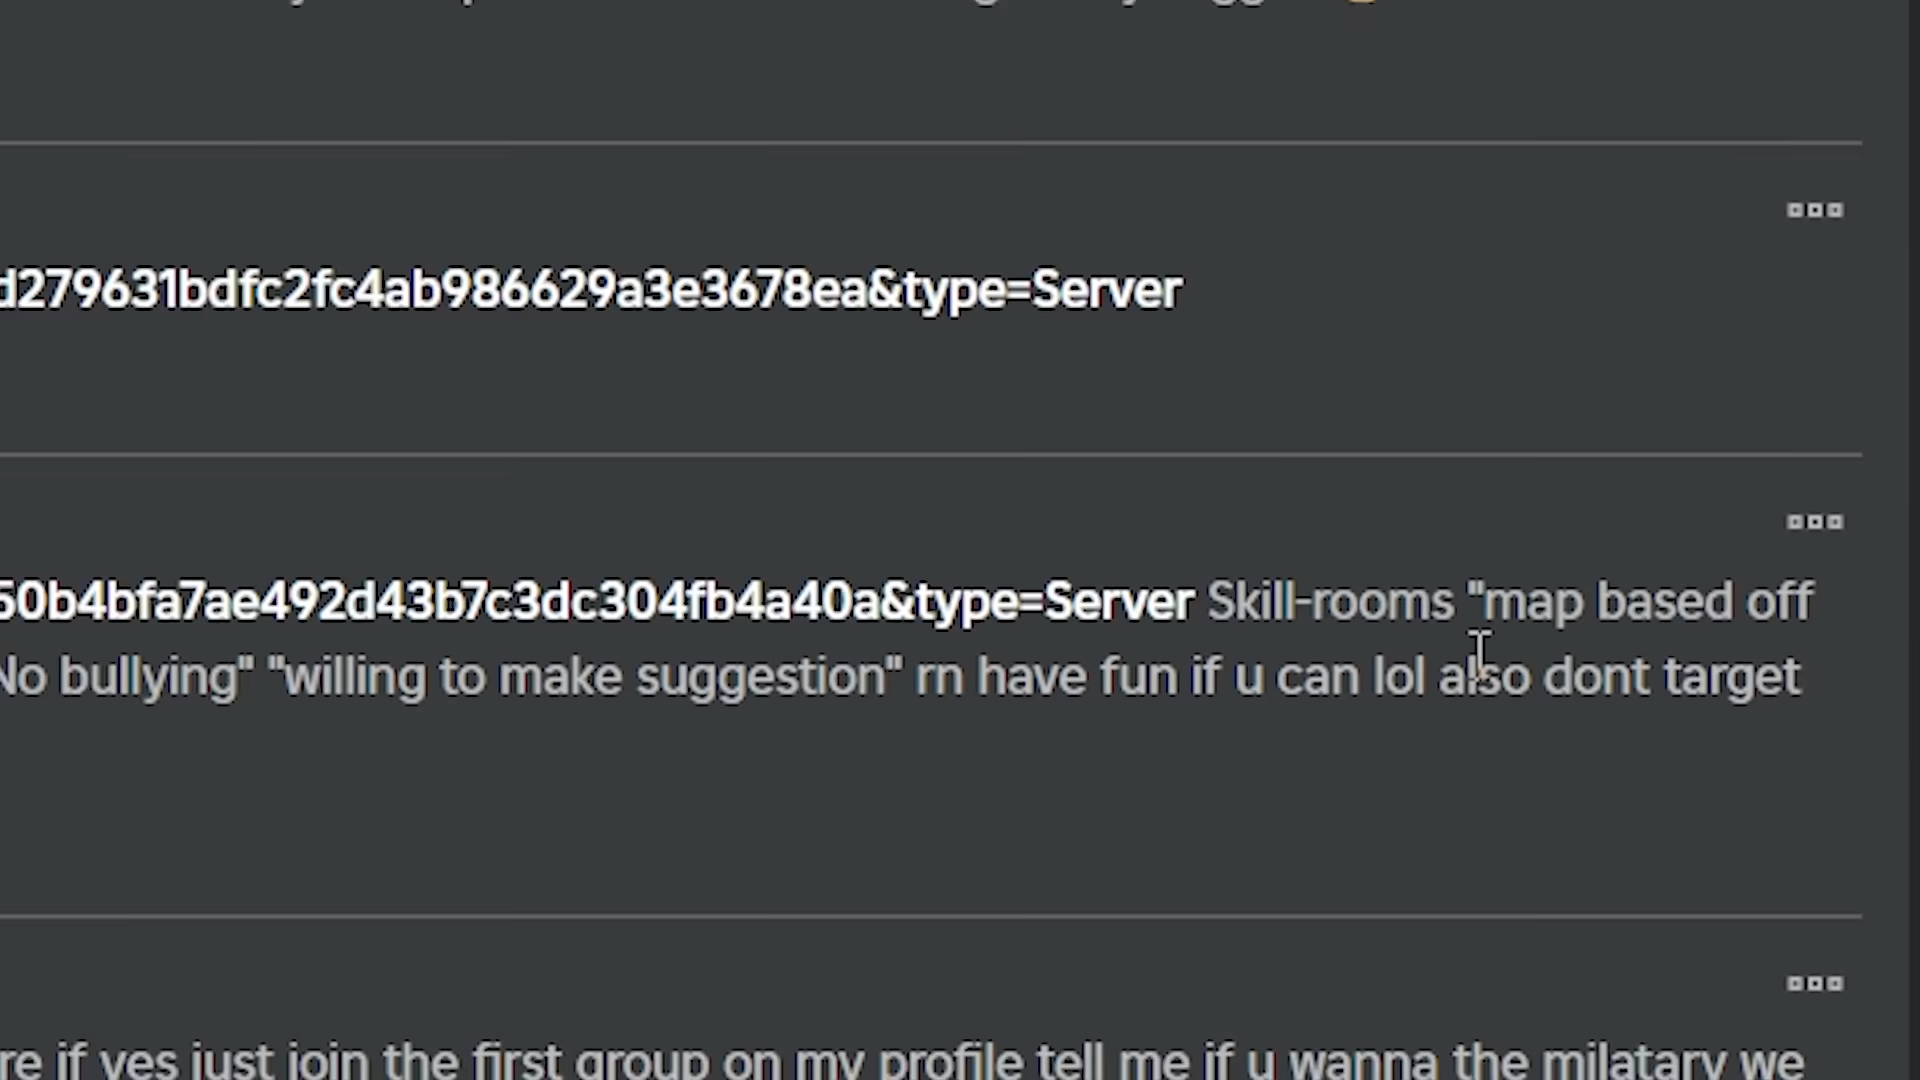 d279631bdfc2fc4ab986629a3e3678ea&type=Server
50b4bfa7ae492d43b7c3dc304fb4a40a&type=Server Skill-rooms "map based off
No bullying" "willing to make suggestion" rn have fun if u can lol also dont target
re if yes just join the first group on my profile tell me if u wanna the milatary we